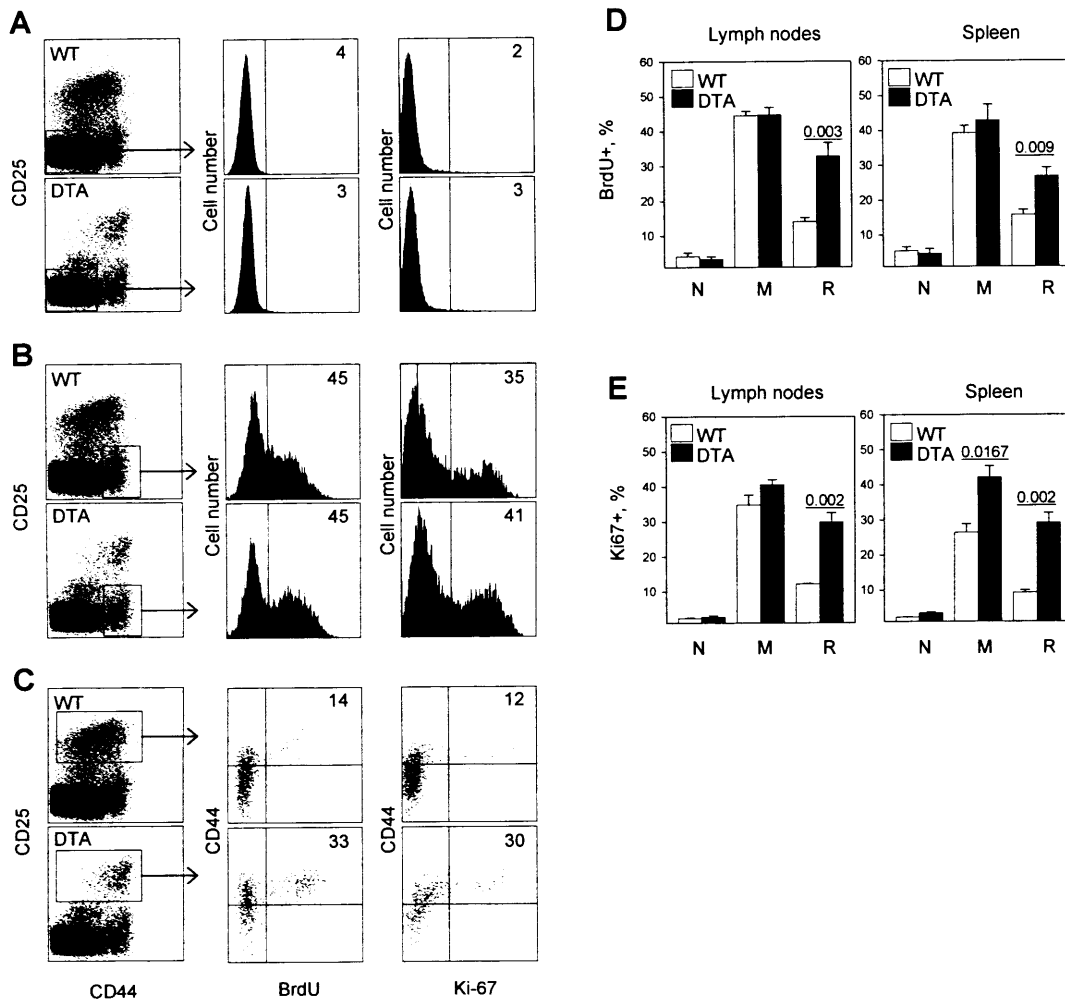 A
WT
4
2
CD25
Cell number
Cell number
DTA
3
3
B
WT
45
35
CD25
Cell number
Cell number
DTA
45
41
C
WT
14
12
CD25
CD44
CD44
DTA
33
30
CD44
BrdU
Ki-67
D
Lymph nodes
Spleen
BrdU+, %
60
50
40
30
20
10
WT
DTA
0.003
N M R
60
50
40
30
20
10
WT
DTA
0.009
N M R
E
Lymph nodes
Spleen
Ki67+, %
60
50
40
30
20
10
WT
DTA
0.002
N M R
60
50
40
30
20
10
WT
DTA
0.0167
0.002
N M R